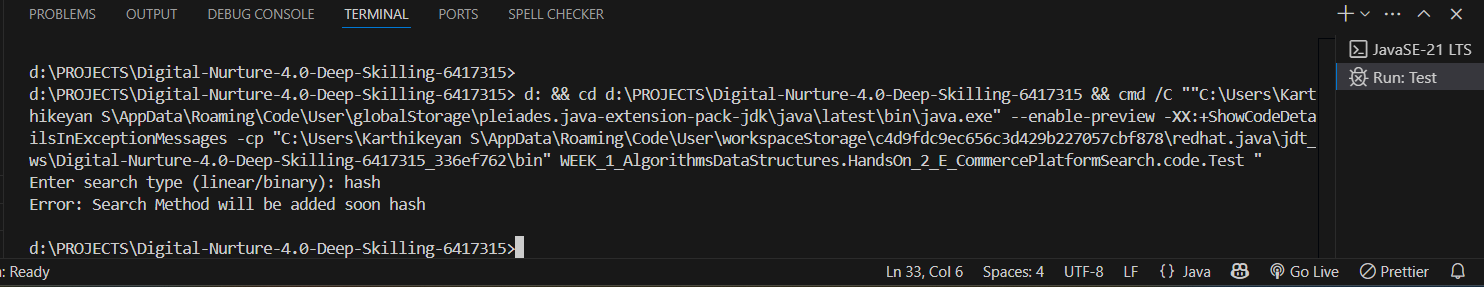 PROBLEMS OUTPUT DEBUG CONSOLE TERMINAL PORTS SPELL CHECKER
JavaSE-21 LTS
Run: Test
d:\PROJECTS\Digital-Nurture-4.0-Deep-Skilling-6417315>
d:\PROJECTS\Digital-Nurture-4.0-Deep-Skilling-6417315> d: && cd d:\PROJECTS\Digital-Nurture-4.0-Deep-Skilling-6417315 && cmd /C ""C:\Users\Kart
hikeyan S\AppData\Roaming\Code\User\globalStorage\pleiades.java-extension-pack-jdk\java\latest\bin\java.exe" --enable-preview -XX:+ShowCodeDeta
ilsInExceptionMessages -cp "C:\Users\Karthikeyan S\AppData\Roaming\Code\User\workspaceStorage\c4d9fdc9ec656c3d429b227057cbf878\redhat.java\jdt_
ws\Digital-Nurture-4.0-Deep-Skilling-6417315_336ef762\bin" WEEK_1_AlgorithmsDataStructures.HandsOn_2_E_CommercePlatformSearch.code.Test "
Enter search type (linear/binary): hash
Error: Search Method will be added soon hash
d:\PROJECTS\Digital-Nurture-4.0-Deep-Skilling-6417315>
: Ready Ln 33, Col 6 Spaces: 4 UTF-8 LF {} Java Go Live Prettier